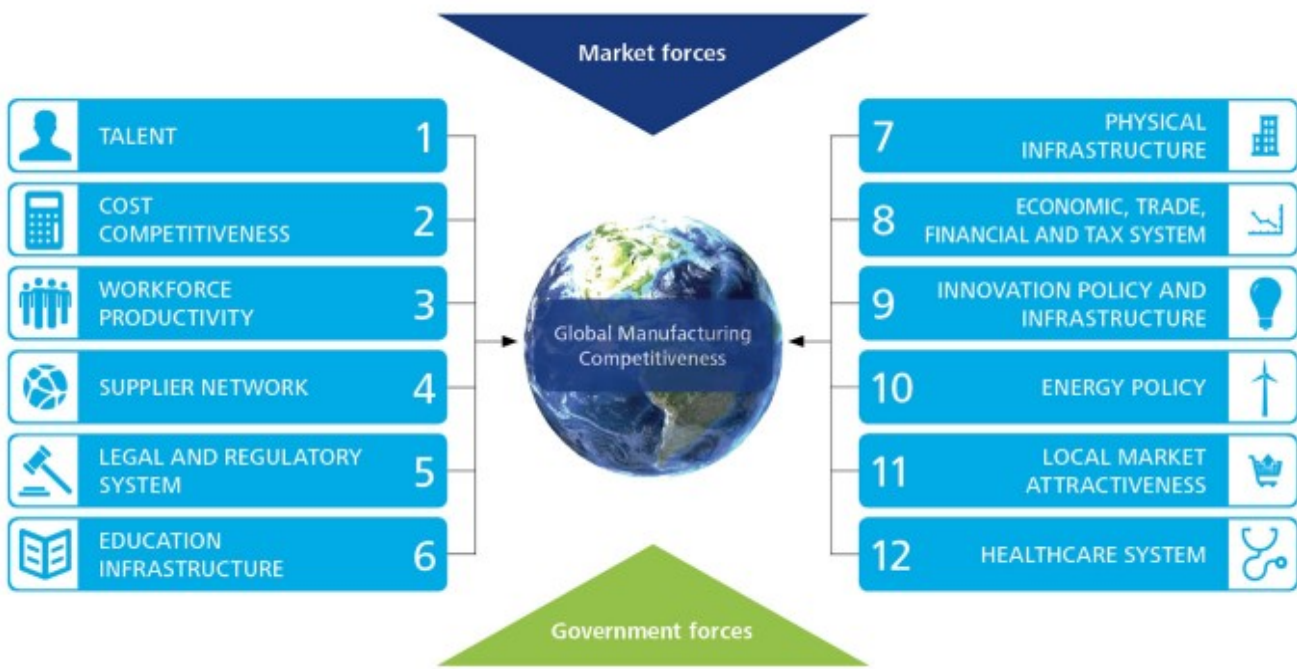 Market forces
TALENT
1
COST
COMPETITIVENESS
2
WORKFORCE
PRODUCTIVITY
3
SUPPLIER NETWORK
4
LEGAL AND REGULATORY
SYSTEM
5
EDUCATION
INFRASTRUCTURE
6
Global Manufacturing
Competitiveness
7
PHYSICAL
INFRASTRUCTURE
8
ECONOMIC, TRADE,
FINANCIAL AND TAX SYSTEM
9
INNOVATION POLICY AND
INFRASTRUCTURE
10
ENERGY POLICY
11
LOCAL MARKET
ATTRACTIVENESS
12
HEALTHCARE SYSTEM
Government forces